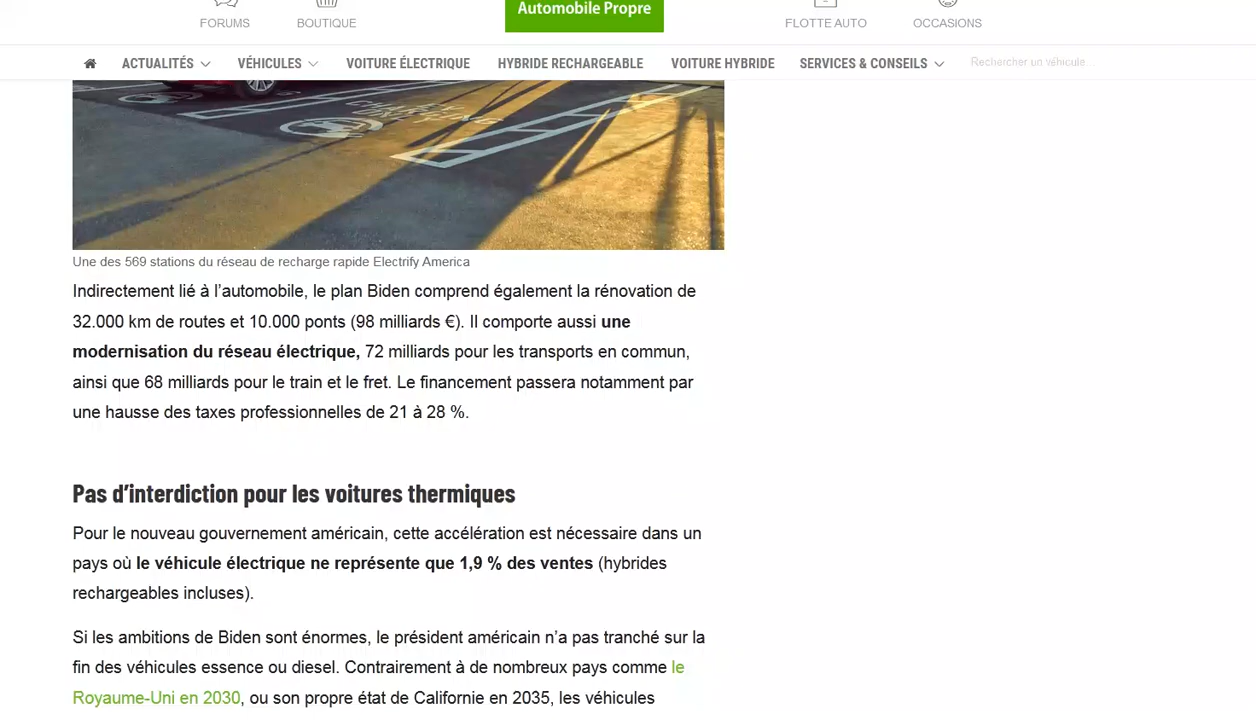 Automobile Propre
FORUMS
BOUTIQUE
FLOTTE AUTO
OCCASIONS
ACTUALITÉS
VÉHICULES
VOITURE ÉLECTRIQUE
HYBRIDE RECHARGEABLE
VOITURE HYBRIDE
SERVICES & CONSEILS
Rechercher un véhicule...
Une des 569 stations du réseau de recharge rapide Electrify America
Indirectement lié à l’automobile, le plan Biden comprend également la rénovation de
32.000 km de routes et 10.000 ponts (98 milliards €). Il comporte aussi une
modernisation du réseau électrique, 72 milliards pour les transports en commun,
ainsi que 68 milliards pour le train et le fret. Le financement passera notamment par
une hausse des taxes professionnelles de 21 à 28 %.
Pas d’interdiction pour les voitures thermiques
Pour le nouveau gouvernement américain, cette accélération est nécessaire dans un
pays où le véhicule électrique ne représente que 1,9 % des ventes (hybrides
rechargeables incluses).
Si les ambitions de Biden sont énormes, le président américain n’a pas tranché sur la
fin des véhicules essence ou diesel. Contrairement à de nombreux pays comme le
Royaume-Uni en 2030, ou son propre état de Californie en 2035, les véhicules